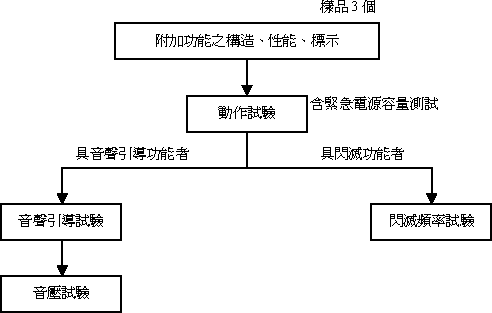 樣品3個
附加功能之構造、性能、標示
動作試驗
含緊急電源容量測試
具音聲引導功能者
具閃滅功能者
音聲引導試驗
閃滅頻率試驗
音壓試驗